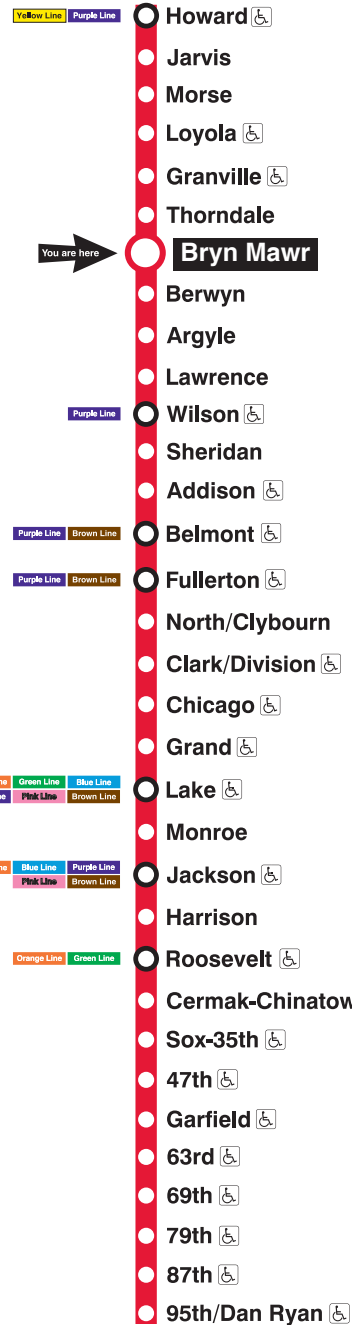 Yellow Line Purple Line Howard
Jarvis
Morse
Loyola
Granville
Thorndale
You are here Bryn Mawr
Berwyn
Argyle
Lawrence
Purple Line Wilson
Sheridan
Addison
Purple Line Brown Line Belmont
Purple Line Brown Line Fullerton
North/Clybourn
Clark/Division
Chicago
Grand
Green Line Blue Line
Pink Line Brown Line
Lake
Monroe
Blue Line Purple Line
Pink Line Brown Line
Jackson
Harrison
Orange Line Green Line Roosevelt
Cermak-Chinatow
Sox-35th
47th
Garfield
63rd
69th
79th
87th
95th/Dan Ryan